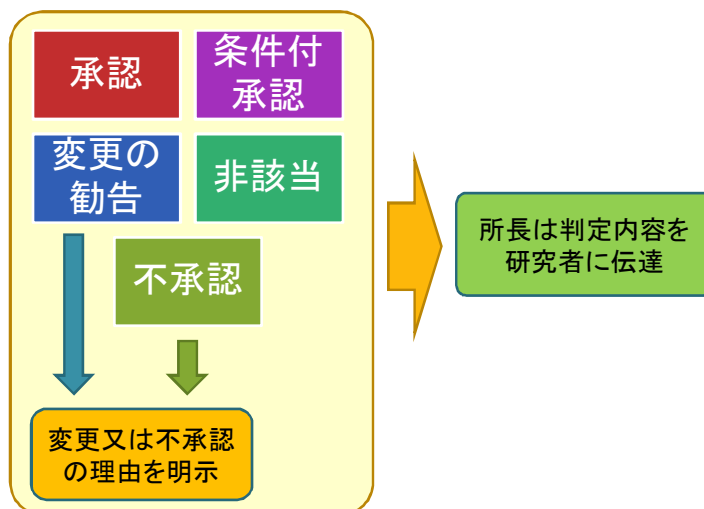 承認
条件付
承認
変更の
勧告
非該当
不承認
変更又は不承認
の理由を明示
所長は判定内容を
研究者に伝達